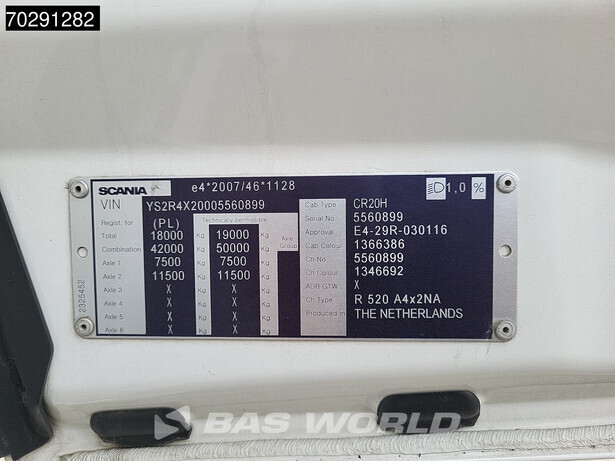 70291282
SCANIA e4*2007/46*1128 1,0 %
VIN YS2R4X20005560899 Cab Type CR20H
Regist. for (PL) Technically permissible Serial No. 5560899
Total 18000 Kg 19000 Kg Axle Group Approval E4-29R-030116
Combination 42000 Kg 50000 Kg Cab Colour 1366386
Axle 1 7500 Kg 7500 Kg Ch No 5560899
Axle 2 11500 Kg 11500 Kg Ch Colour 1346692
Axle 3 X Kg X Kg ADR GTW X
Axle 4 X Kg X Kg Ch Type R 520 A4x2NA
Axle 5 X Kg X Kg Produced in THE NETHERLANDS
Axle 6 X Kg X Kg
2325452
BAS WORLD